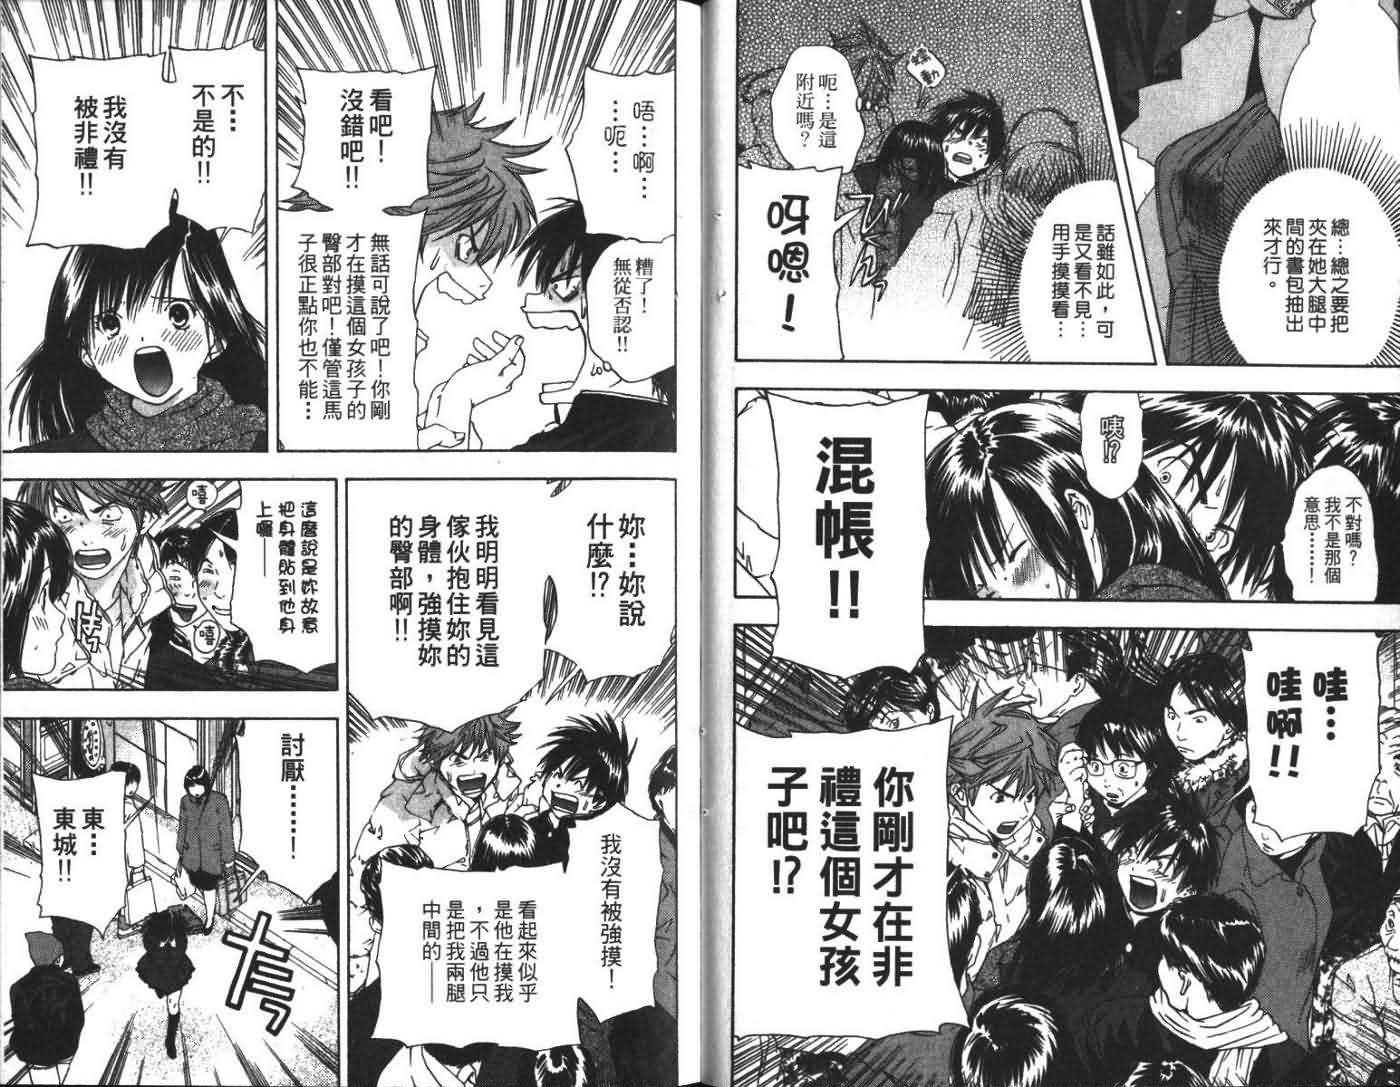 總…總之要把
夾在她大腿中
間的書包抽出
來才行。
話雖如此，可
是又看不見…
用手摸摸看…
蠕動
呃…是這
附近嗎？
呀嗯！
不對嗎？
我不是那個
意思………！
咦!?
混帳!!
哇…
哇啊!!
你剛才在非
禮這個女孩
子吧!?
唔…啊…
…呃…
糟了！
無從否認!!
看吧！
沒錯吧!!
無話可說了吧！你剛
才在摸這個女孩子的
臀部對吧！僅管這馬
子很正點你也不能…
不…
不是的!!
我沒有
被非禮!!
妳…妳說
什麼!?
我明明看見這
傢伙抱住妳的
身體，強摸妳
的臀部啊!!
我沒有被強摸！
看起來似乎
是他在摸我
，不過他只
是把我兩腿
中間的——
嘻
嘻
這麼說是妳故意
把身體貼到他身
上囉——
討厭………！
東…
東城!!